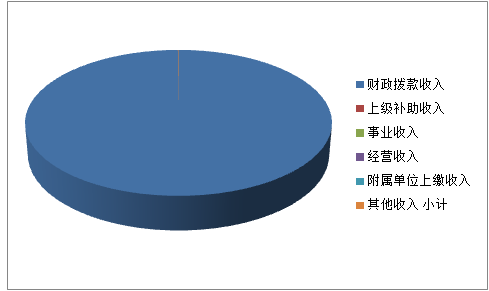 财政拨款收入
上级补助收入
事业收入
经营收入
附属单位上缴收入
其他收入 小计